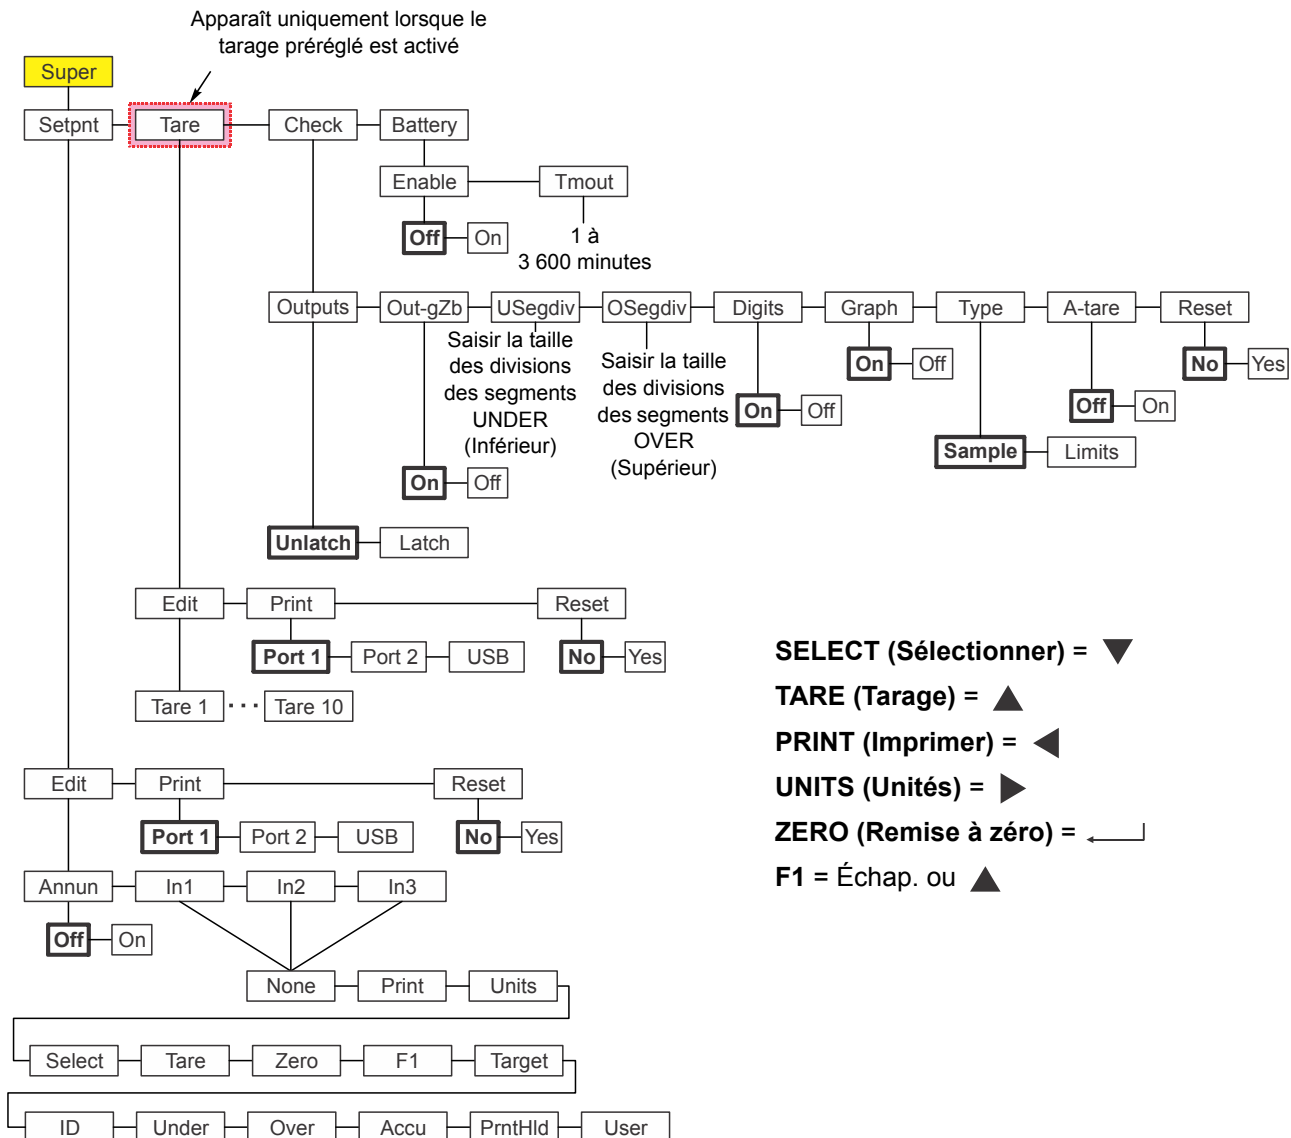 Apparaît uniquement lorsque le
tarage préréglé est activé
Super
Setpnt Tare Check Battery
Enable Tmout
Off On 1 à
3 600 minutes
Outputs Out-gZb USegdiv OSegdiv Digits Graph Type A-tare Reset
Saisir la taille
des divisions
des segments
UNDER
(Inférieur)
Saisir la taille
des divisions
des segments
OVER
(Supérieur)
On Off
No Yes
On Off
Off On
Sample Limits
On Off
Unlatch Latch
Edit Print Reset
Port 1 Port 2 USB No Yes
Tare 1 ··· Tare 10
SELECT (Sélectionner) = ▼
TARE (Tarage) = ▲
PRINT (Imprimer) = ◀
UNITS (Unités) = ▶
ZERO (Remise à zéro) = ↵
F1 = Échap. ou ▲
Edit Print Reset
Port 1 Port 2 USB No Yes
Annun In1 In2 In3
Off On
None Print Units
Select Tare Zero F1 Target
ID Under Over Accu PrntHld User